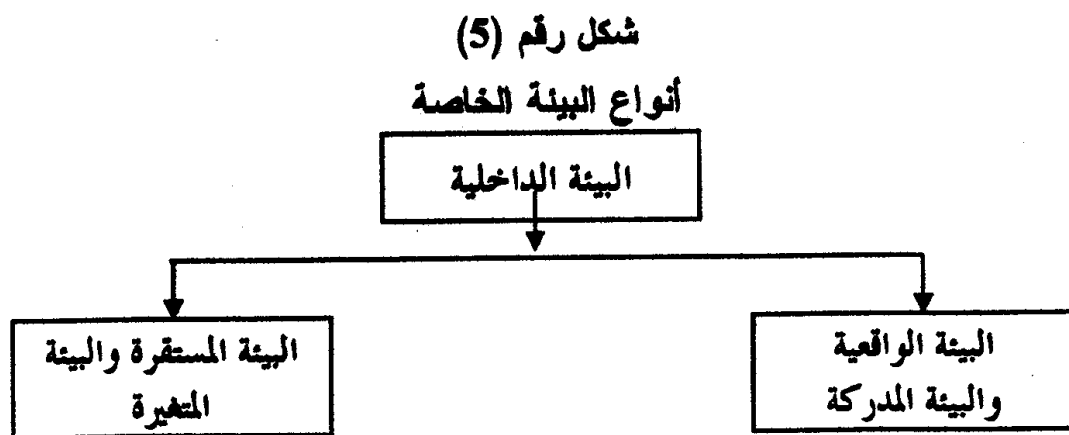 شكل رقم (5)
أنواع البيئة الخاصة
البيئة الداخلية
البيئة الواقعية
والبيئة المدركة
البيئة المستقرة والبيئة
المتغيرة